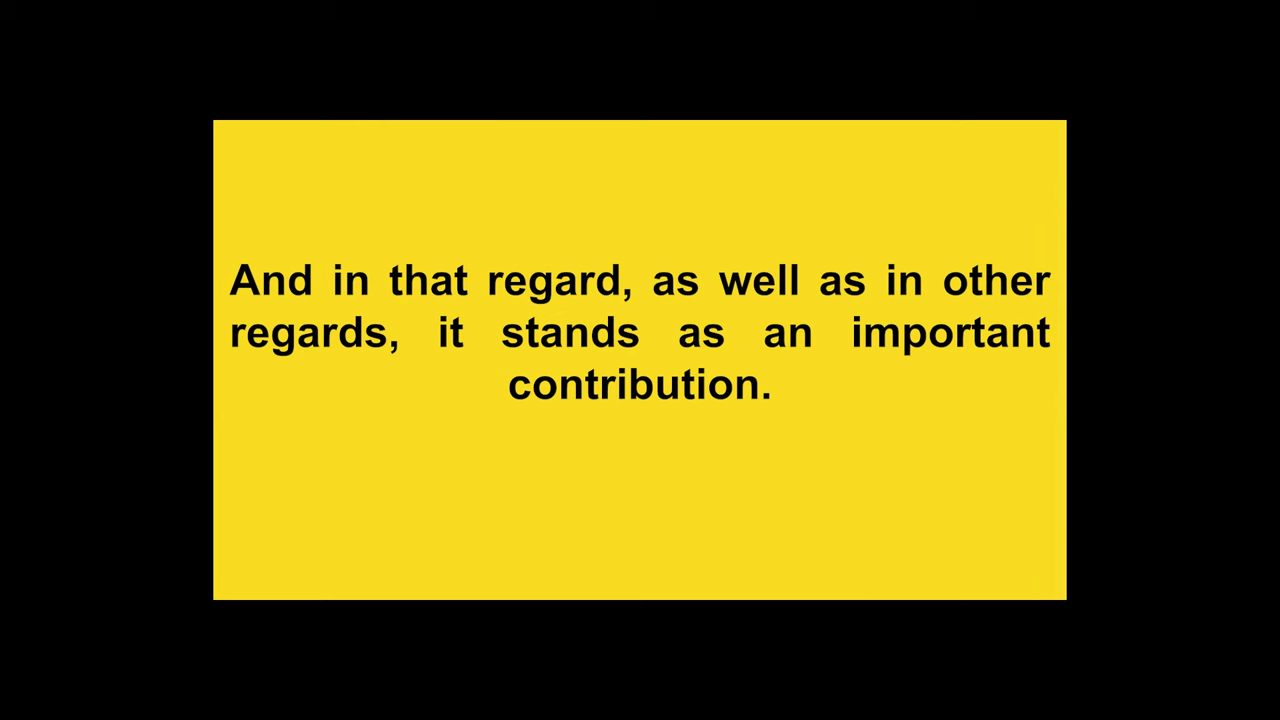 And in that regard, as well as in other
regards, it stands as an important
contribution.